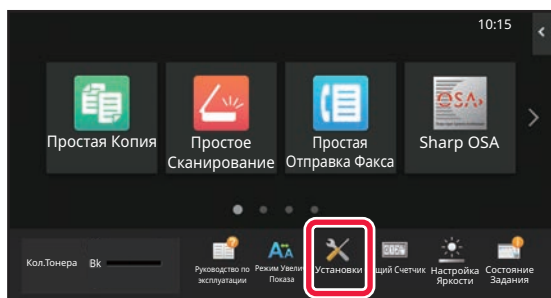 10:15
Простая Копия
Простое
Сканирование
Простая
Отправка Факса
Sharp OSA
Кол.Тонера Bk
Руководство по
эксплуатации
Режим Увели
Показа
Установки
щий Счетчик
Настройка
Яркости
Состояние
Задания